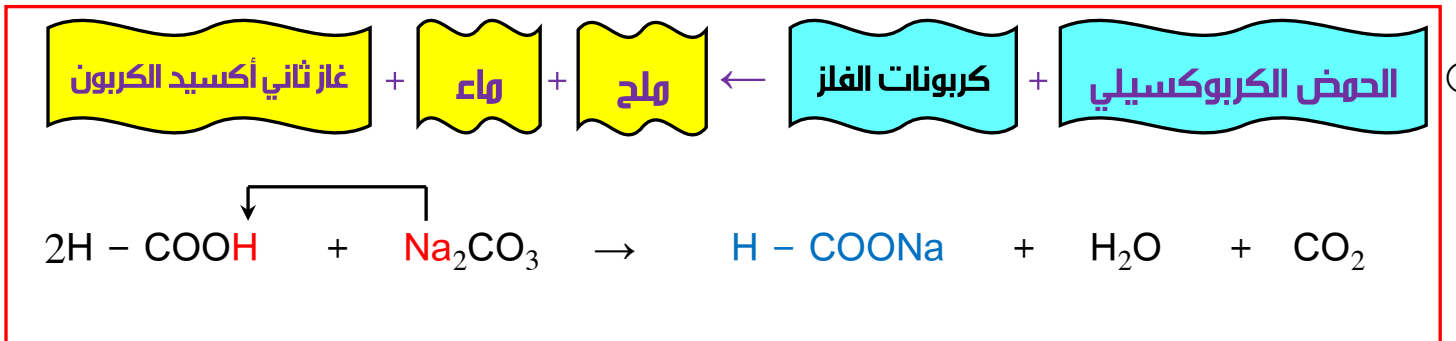 الحمض الكربوكسيلي + كربونات الفلز ← ملح + ماء + غاز ثاني أكسيد الكربون
2H – COOH + Na₂CO₃ → H – COONa + H₂O + CO₂